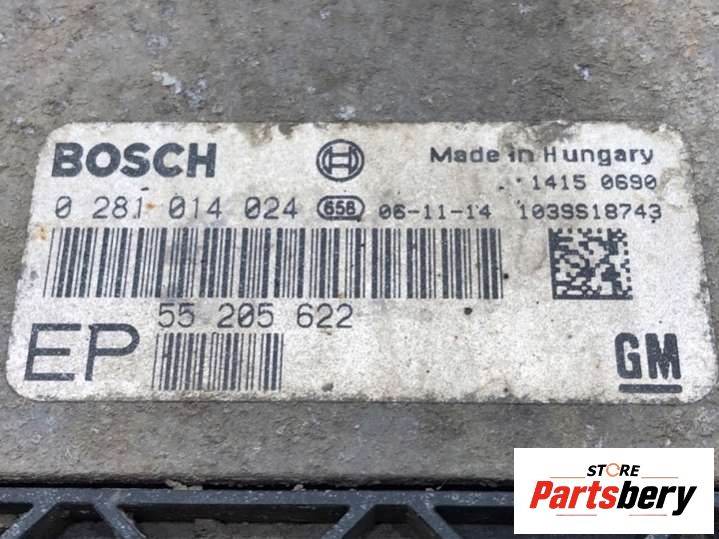 BOSCH
Made in Hungary
1415 0690
0 281 014 024 658 06-11-14 1039S18743
55 205 622
EP
GM
STORE
Partsbery